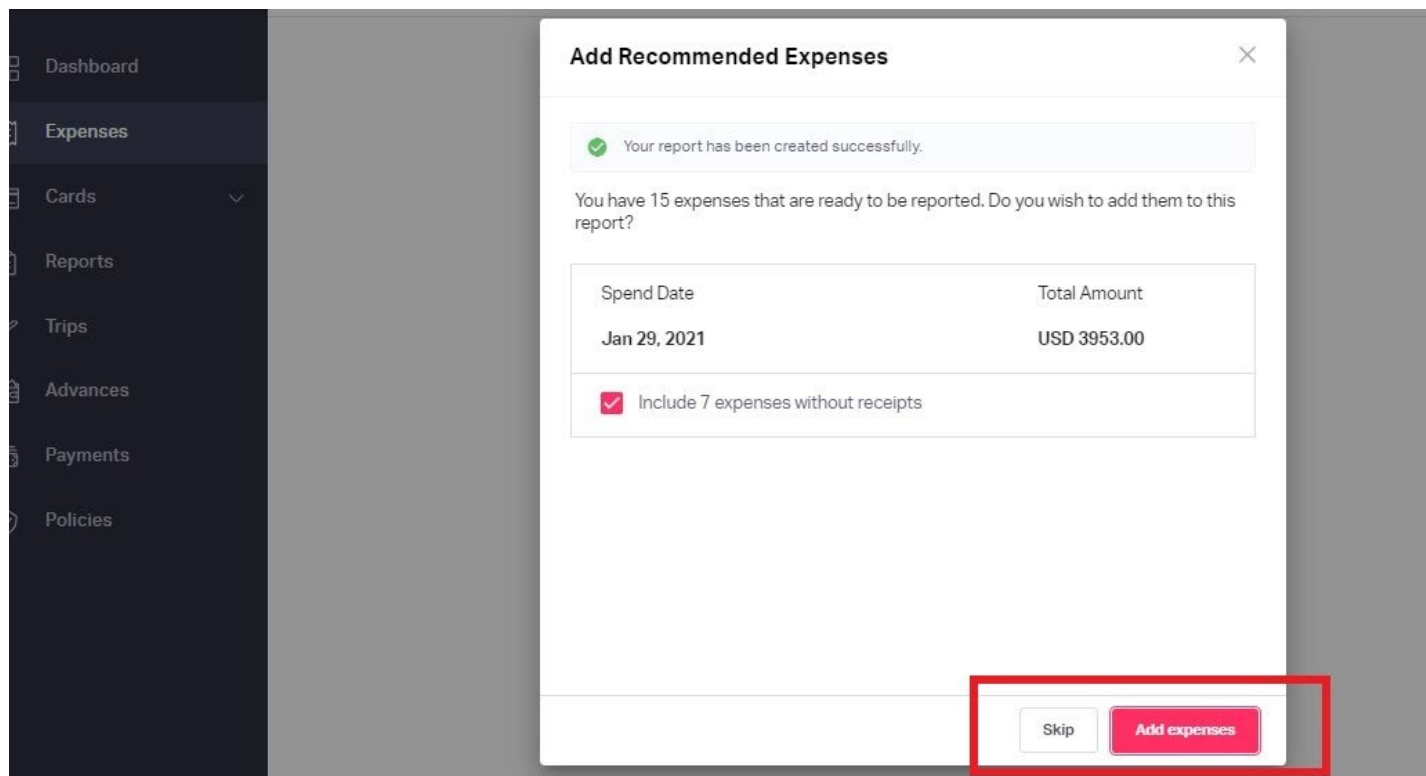 Dashboard
Expenses
Cards
Reports
Trips
Advances
Payments
Policies
Add Recommended Expenses
Your report has been created successfully.
You have 15 expenses that are ready to be reported. Do you wish to add them to this
report?
Spend Date Total Amount
Jan 29, 2021 USD 3953.00
Include 7 expenses without receipts
Skip Add expenses